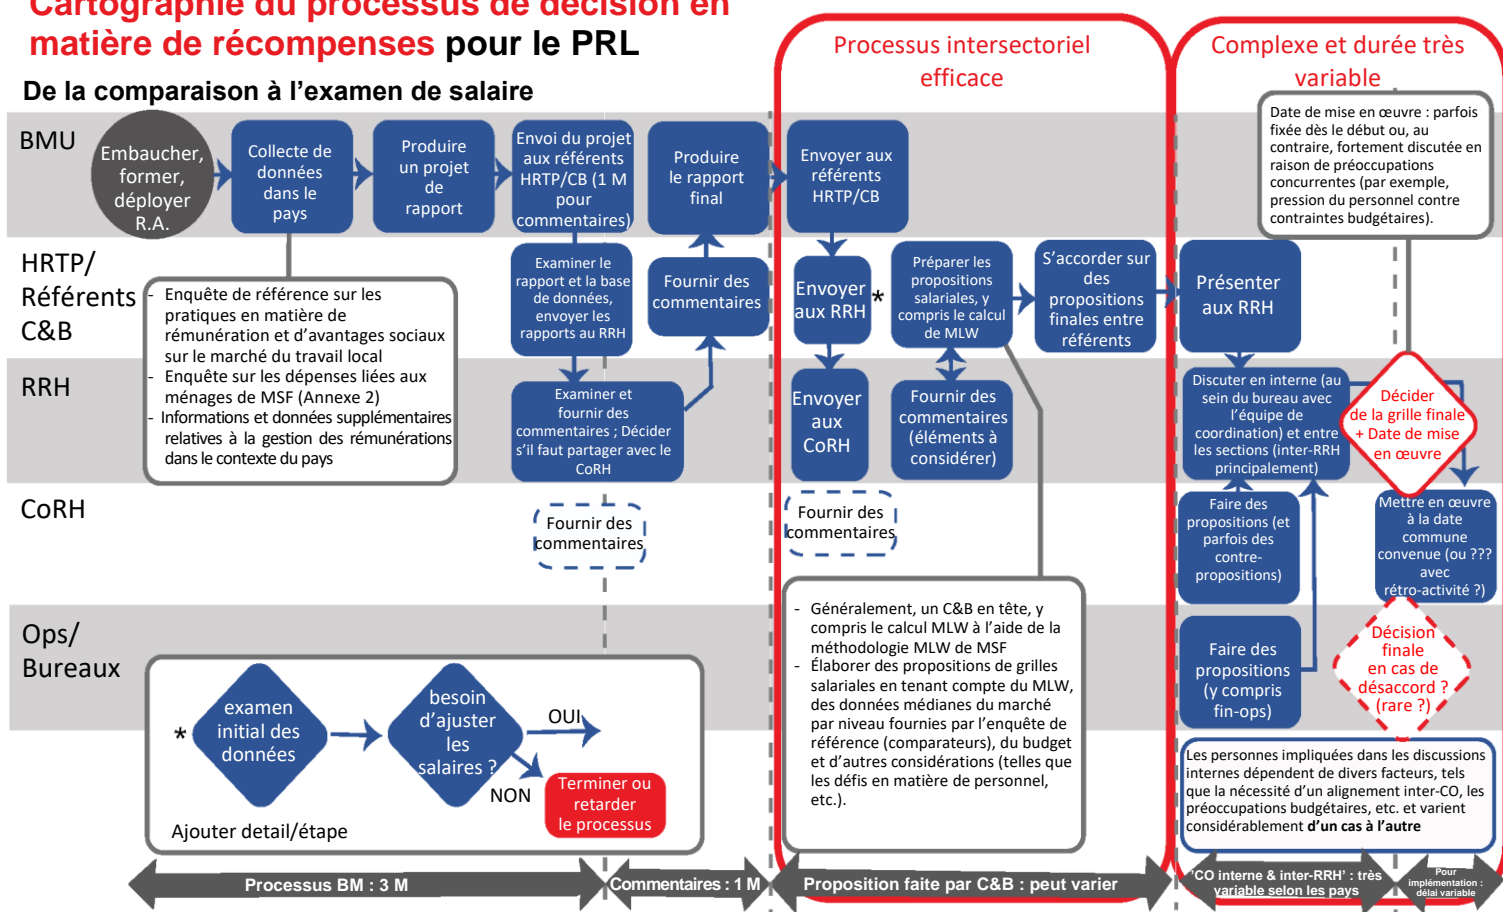 Cartographie du processus de décision en
matière de récompenses pour le PRL
De la comparaison à l'examen de salaire
Processus intersectoriel
efficace
Complexe et durée très
variable
BMU
Embaucher,
former,
déployer
R.A.
Collecte de
données
dans le
pays
Produire
un projet
de
rapport
Envoi du projet
aux référents
HRTP/CB (1 M
pour
commentaires)
Produire
le rapport
final
Envoyer aux
référents
HRTP/CB
Date de mise en œuvre : parfois
fixée dès le début ou, au
contraire, fortement discutée en
raison de préoccupations
concurrentes (par exemple,
pression du personnel contre
contraintes budgétaires).
HRTP/
Référents
C&B
- Enquête de référence sur les
pratiques en matière de
rémunération et d'avantages sociaux
sur le marché du travail local
- Enquête sur les dépenses liées aux
ménages de MSF (Annexe 2)
- Informations et données supplémentaires
relatives à la gestion des rémunérations
dans le contexte du pays
Examiner le
rapport et la base
de données,
envoyer les
rapports au RRH
Fournir des
commentaires
Envoyer
aux RRH
*
Préparer les
propositions
salariales, y
compris le calcul
de MLW
S'accorder sur
des
propositions
finales entre
référents
Présenter
aux RRH
RRH
Examiner et
fournir des
commentaires ; Décider
s'il faut partager avec le
CoRH
Envoyer
aux
CoRH
Fournir des
commentaires
(éléments à
considérer)
Discuter en interne (au
sein du bureau avec
l'équipe de
coordination) et entre
les sections (inter-RRH
principalement)
Décider
de la grille finale
+ Date de mise
en œuvre
CoRH
Fournir des
commentaires
Fournir des
commentaires
Faire des
propositions (et
parfois des
contre-
propositions)
Mettre en œuvre
à la date
commune
convenue (ou ???
avec
rétro-activité ?)
Ops/
Bureaux
*
examen
initial des
données
besoin
d'ajuster
les
salaires ?
OUI
NON
Terminer ou
retarder
le processus
Ajouter detail/étape
- Généralement, un C&B en tête, y
compris le calcul MLW à l'aide de la
méthodologie MLW de MSF
- Élaborer des propositions de grilles
salariales en tenant compte du MLW,
des données médianes du marché
par niveau fournies par l'enquête de
référence (comparateurs), du budget
et d'autres considérations (telles que
les défis en matière de personnel,
etc.).
Faire des
propositions
(y compris
fin-ops)
Décision
finale
en cas de
désaccord ?
(rare ?)
Les personnes impliquées dans les discussions
internes dépendent de divers facteurs, tels
que la nécessité d'un alignement inter-CO, les
préoccupations budgétaires, etc. et varient
considérablement d'un cas à l'autre
Processus BM : 3 M
Commentaires : 1 M
Proposition faite par C&B : peut varier
'CO interne & inter-RRH' : très
variable selon les pays
Pour
implémentation :
délai variable